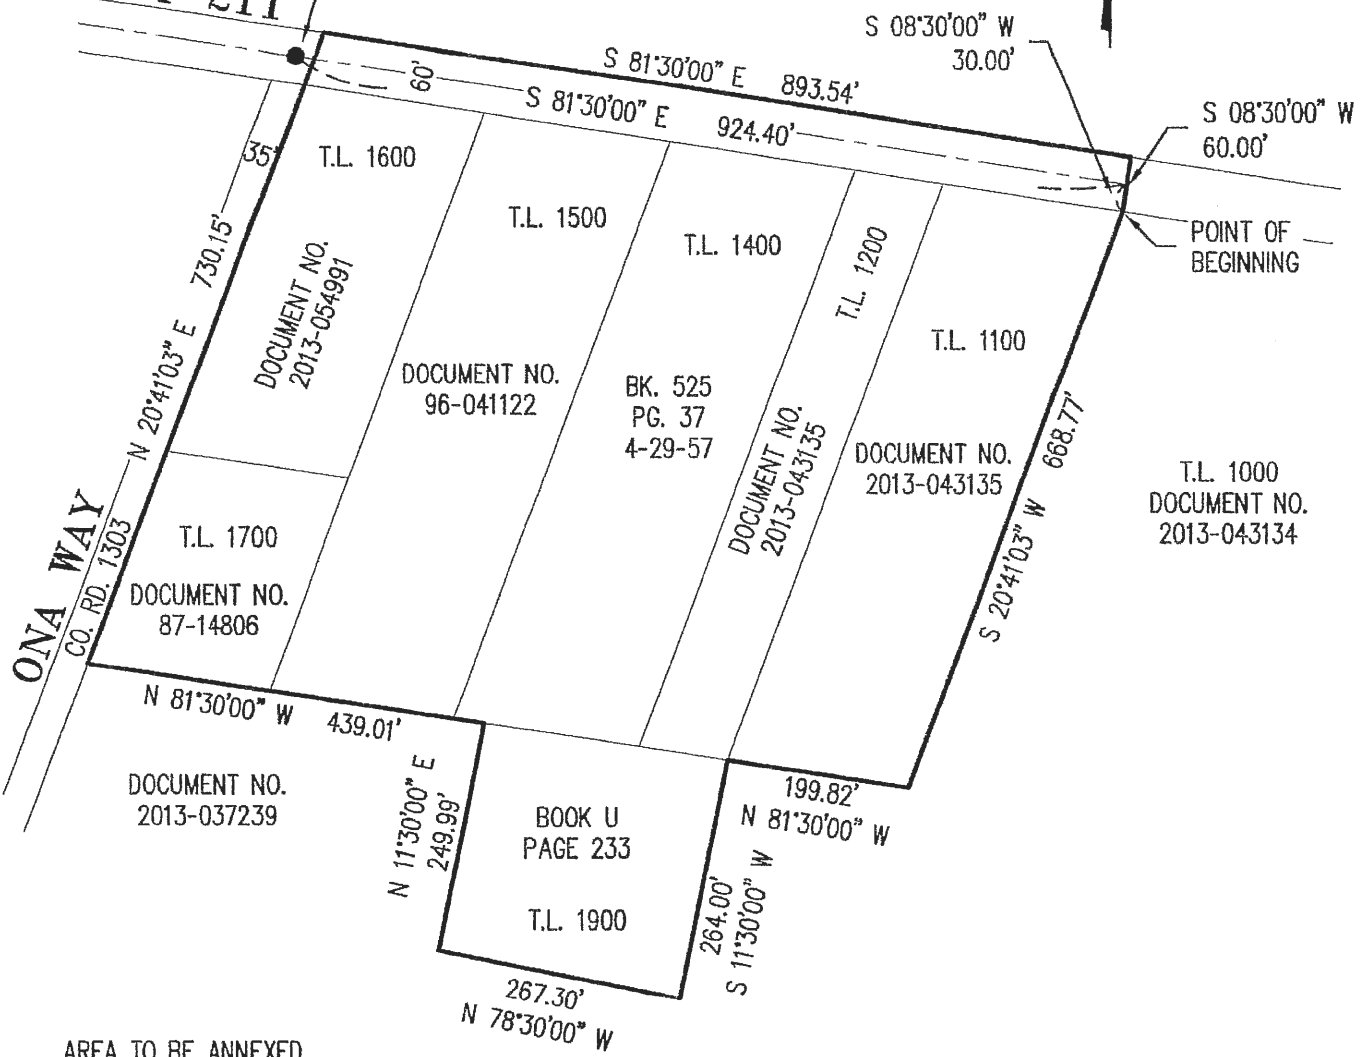 211
S 08°30'00" W
30.00'
S 81°30'00" E 893.54'
60'
S 81°30'00" E 924.40'
S 08°30'00" W
60.00'
35'
T.L. 1600
T.L. 1500
T.L. 1400
T.L. 1200
POINT OF
BEGINNING
730.15'
N 20°41'03" E
DOCUMENT NO.
2013-054991
T.L. 1100
DOCUMENT NO.
96-041122
BK. 525
PG. 37
4-29-57
DOCUMENT NO.
2013-043135
DOCUMENT NO.
2013-043135
668.77'
S 20°41'03" W
T.L. 1000
DOCUMENT NO.
2013-043134
ONA WAY
CO. RD. 1303
T.L. 1700
DOCUMENT NO.
87-14806
N 81°30'00" W 439.01'
DOCUMENT NO.
2013-037239
N 11°30'00" E
249.99'
BOOK U
PAGE 233
T.L. 1900
199.82'
N 81°30'00" W
264.00'
S 11°30'00" W
267.30'
N 78°30'00" W
AREA TO BE ANNEXED